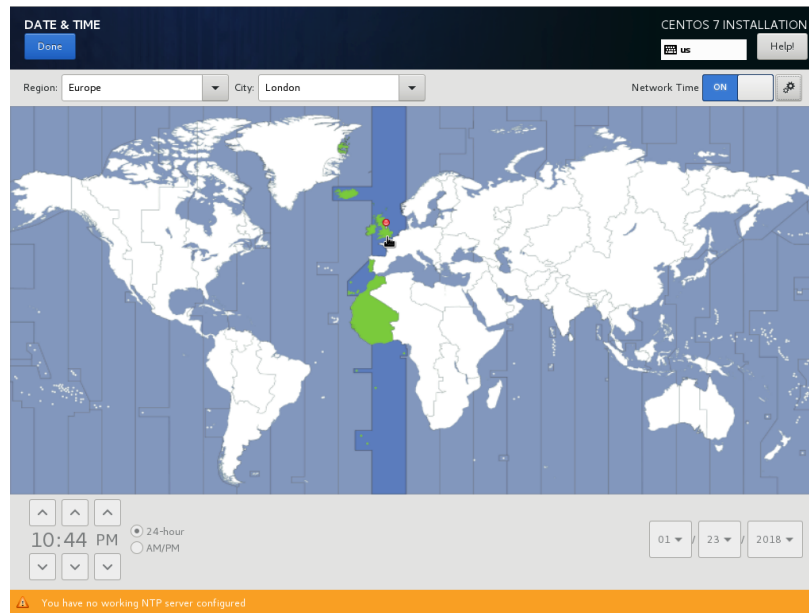 DATE & TIME
CENTOS 7 INSTALLATION
Done
us
Help!
Region: Europe City: London Network Time ON
10:44 PM
24-hour
AM/PM
01 / 23 / 2018
You have no working NTP server configured